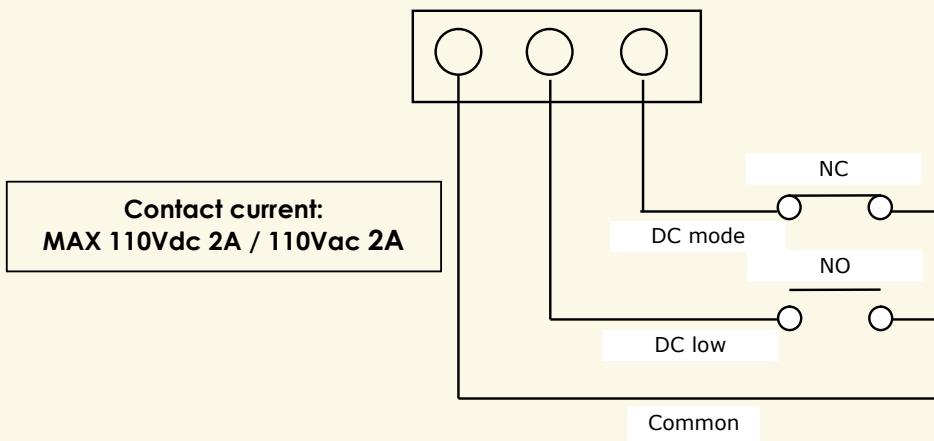 NC
Contact current:
MAX 110Vdc 2A / 110Vac 2A
DC mode
NO
DC low
Common